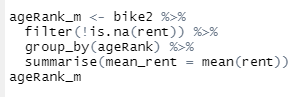 ageRank_m <- bike2 %>%
  filter(!is.na(rent)) %>%
  group_by(ageRank) %>%
  summarise(mean_rent = mean(rent))
ageRank_m